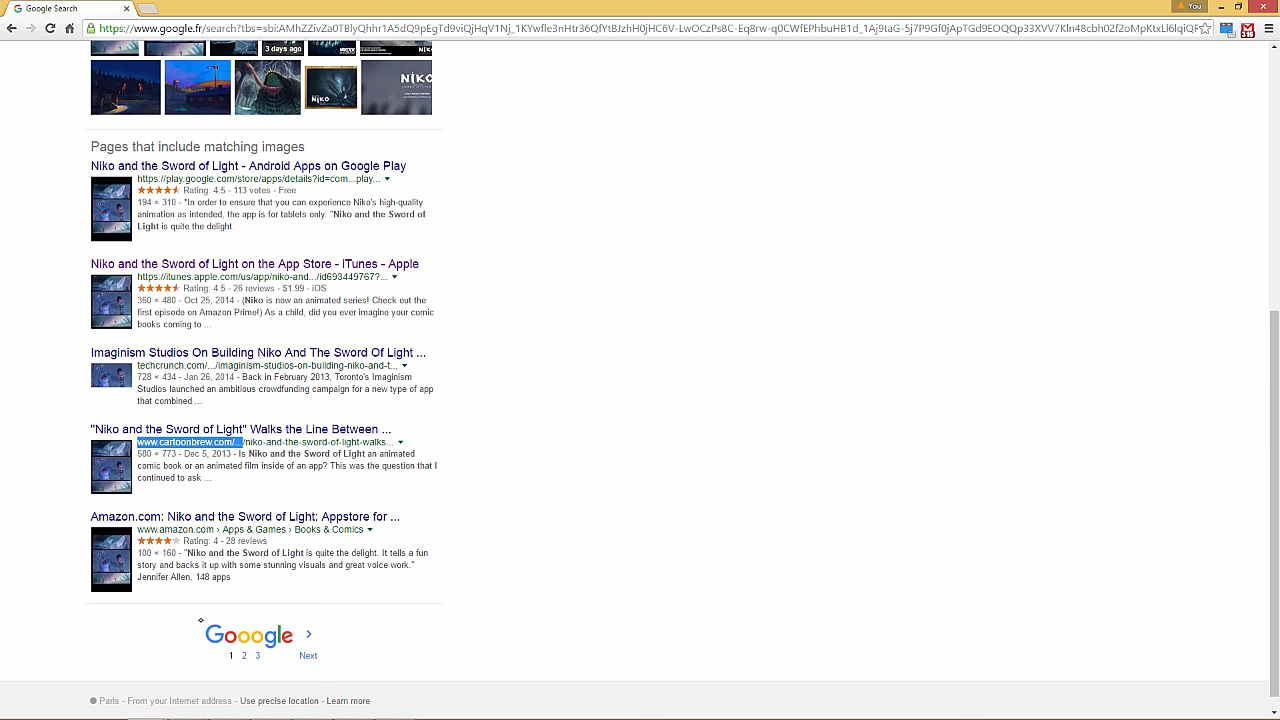 Google Search
You
https://www.google.fr/search?tbs=sbi:AMhZZivZa0TBlyQhhr1A5dQ9pEgTd9viQjHqV1Nj_1KYwfle3nHtr36QfYtBJzhH0jHC6V-LwOCzPs8C-Eq8rw-q0CWfEPhbuHB1d_1Aj9taG-5j7P9Gf0jApTGd9EOQQp33XVV7Kln48cbh02f2oMpKtxLl6lqiQF
3 days ago
NIKO
NIKO
Pages that include matching images
Niko and the Sword of Light - Android Apps on Google Play
https://play.google.com/store/apps/details?id=com...play...
Rating: 4.5 - 113 votes - Free
194 × 310 - *In order to ensure that you can experience Niko's high-quality
animation as intended, the app is for tablets only. "Niko and the Sword of
Light is quite the delight.
Niko and the Sword of Light on the App Store - iTunes - Apple
https://itunes.apple.com/us/app/niko-and.../id693449767?...
Rating: 4.5 - 26 reviews - $1.99 - iOS
360 × 480 - Oct 25, 2014 - (Niko is now an animated series! Check out the
first episode on Amazon Prime!) As a child, did you ever imagine your comic
books coming to ...
Imaginism Studios On Building Niko And The Sword Of Light ...
techcrunch.com/.../imaginism-studios-on-building-niko-and-t...
728 × 434 - Jan 26, 2014 - Back in February 2013, Toronto's Imaginism
Studios launched an ambitious crowdfunding campaign for a new type of app
that combined ...
"Niko and the Sword of Light" Walks the Line Between ...
www.cartoonbrew.com/.../niko-and-the-sword-of-light-walks...
580 × 773 - Dec 5, 2013 - Is Niko and the Sword of Light an animated
comic book or an animated film inside of an app? This was the question that I
continued to ask ...
Amazon.com: Niko and the Sword of Light: Appstore for ...
www.amazon.com › Apps & Games › Books & Comics
Rating: 4 - 28 reviews
100 × 160 - "Niko and the Sword of Light is quite the delight. It tells a fun
story and backs it up with some stunning visuals and great voice work."
Jennifer Allen, 148 apps
Gooogle >
1 2 3 Next
Paris - From your Internet address - Use precise location - Learn more